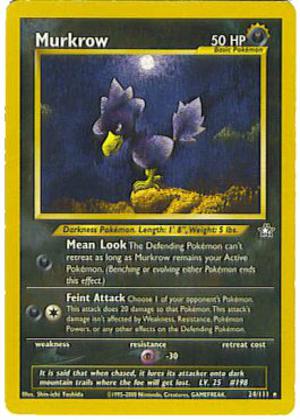 Murkrow
50 HP
Basic Pokémon
Darkness Pokémon. Length: 1' 8", Weight: 5 lbs.
Mean Look The Defending Pokémon can't
retreat as long as Murkrow remains your Active
Pokémon. (Benching or evolving either Pokémon ends
this effect.)
Feint Attack Choose 1 of your opponent's Pokémon.
This attack does 20 damage to that Pokémon. This attack's
damage isn't affected by Weakness, Resistance, Pokémon
Powers, or any other effects on the Defending Pokémon.
weakness resistance retreat cost
-30
It is said that when chased, it lures its attacker onto dark
mountain trails where the foe will get lost. LV. 25 #198
Illus. Shin-ichi Yoshida
©1995-2000 Nintendo, Creatures, GAMEFREAK.
24/111